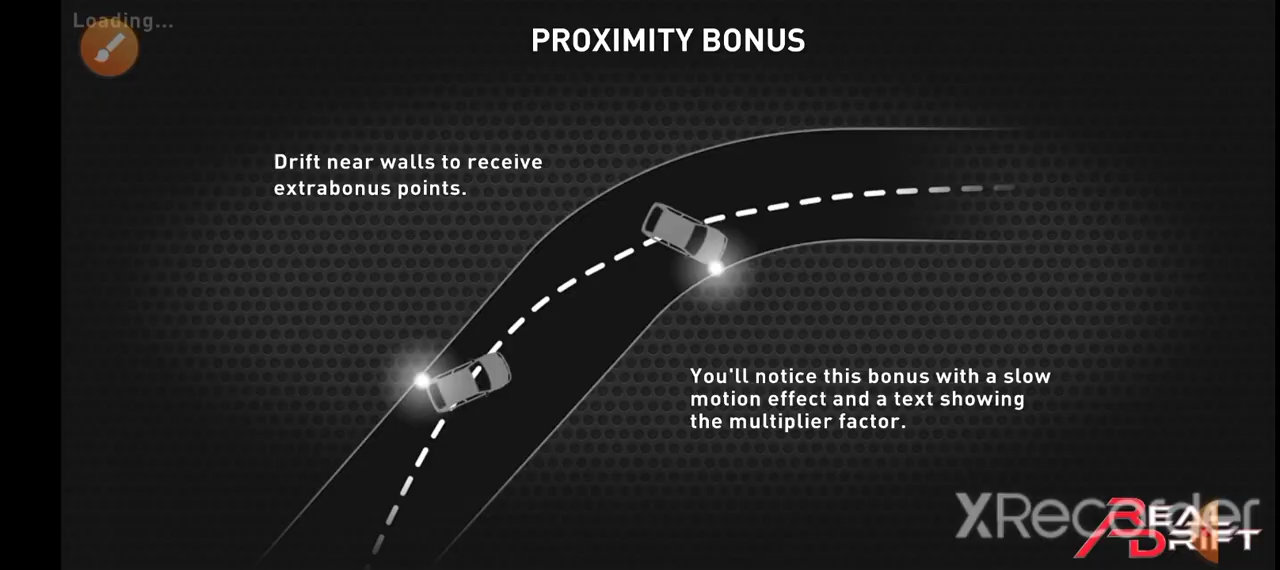 Loading...
PROXIMITY BONUS
Drift near walls to receive
extrabonus points.
You'll notice this bonus with a slow
motion effect and a text showing
the multiplier factor.
XRecorder
REAL
DRIFT